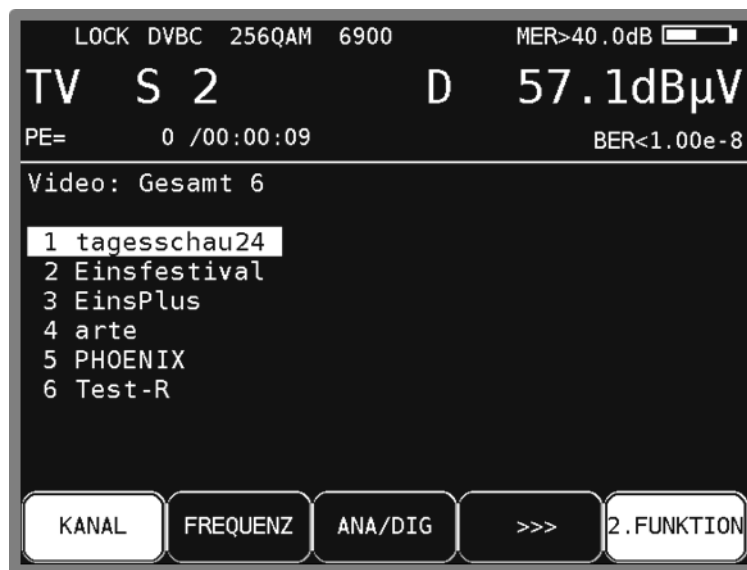 LOCK DVBC 256QAM 6900 MER>40.0dB
TV S 2 D 57.1dBµV
PE= 0 /00:00:09 BER<1.00e-8
Video: Gesamt 6
1 tagesschau24
2 Einsfestival
3 EinsPlus
4 arte
5 PHOENIX
6 Test-R
KANAL FREQUENZ ANA/DIG >>> 2.FUNKTION